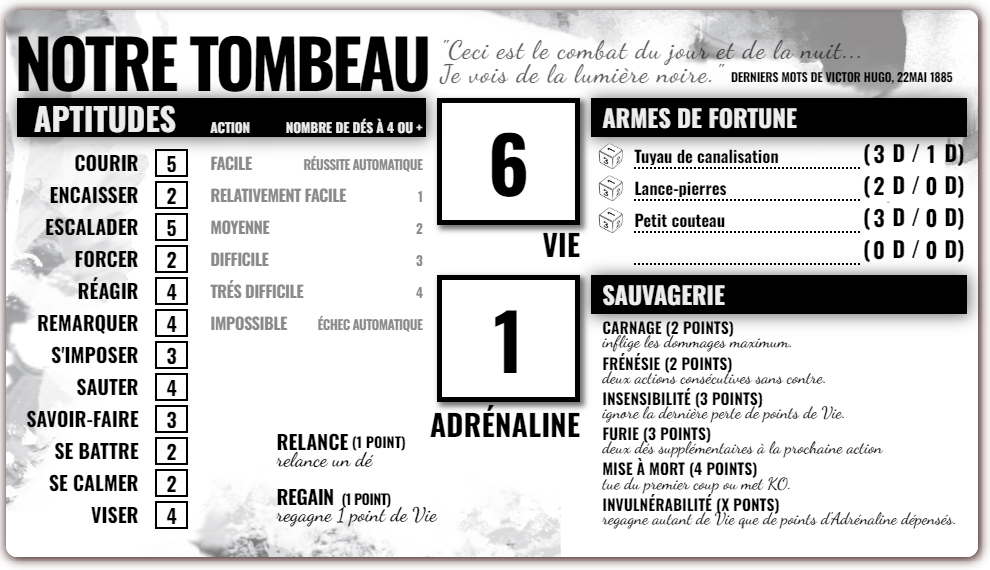 NOTRE TOMBEAU
"Ceci est le combat du jour et de la nuit...
Je vois de la lumière noire." DERNIERS MOTS DE VICTOR HUGO, 22MAI 1885
APTITUDES ACTION NOMBRE DE DÉS À 4 OU +
COURIR 5 FACILE RÉUSSITE AUTOMATIQUE
ENCAISSER 2 RELATIVEMENT FACILE 1
ESCALADER 5 MOYENNE 2
FORCER 2 DIFFICILE 3
RÉAGIR 4 TRÉS DIFFICILE 4
REMARQUER 4 IMPOSSIBLE ÉCHEC AUTOMATIQUE
S'IMPOSER 3
SAUTER 4
SAVOIR-FAIRE 3
SE BATTRE 2
SE CALMER 2
VISER 4
RELANCE (1 POINT)
relance un dé
REGAIN (1 POINT)
regagne 1 point de Vie
6
VIE
1
ADRÉNALINE
ARMES DE FORTUNE
Tuyau de canalisation (3 D / 1 D)
Lance-pierres (2 D / 0 D)
Petit couteau (3 D / 0 D)
(0 D / 0 D)
SAUVAGERIE
CARNAGE (2 POINTS)
inflige les dommages maximum.
FRÉNÉSIE (2 POINTS)
deux actions consécutives sans contre.
INSENSIBILITÉ (3 POINTS)
ignore la dernière perte de points de Vie.
FURIE (3 POINTS)
deux dés supplémentaires à la prochaine action
MISE À MORT (4 POINTS)
tue du premier coup ou met KO.
INVULNÉRABILITÉ (X PONTS)
regagne autant de Vie que de points d'Adrénaline dépensés.